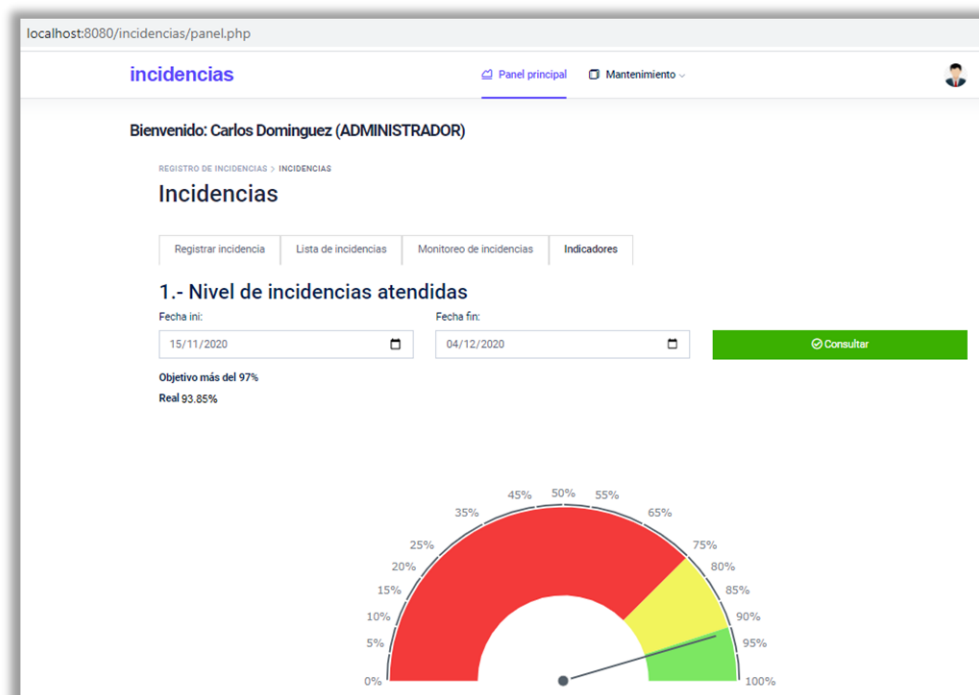 localhost:8080/incidencias/panel.php
incidencias
Panel principal
Mantenimiento
Bienvenido: Carlos Dominguez (ADMINISTRADOR)
REGISTRO DE INCIDENCIAS > INCIDENCIAS
Incidencias
Registrar incidencia
Lista de incidencias
Monitoreo de incidencias
Indicadores
1.- Nivel de incidencias atendidas
Fecha ini:
Fecha fin:
15/11/2020
04/12/2020
Consultar
Objetivo más del 97%
Real 93.85%
0%
5%
10%
15%
20%
25%
35%
45%
50%
55%
65%
75%
80%
85%
90%
95%
100%